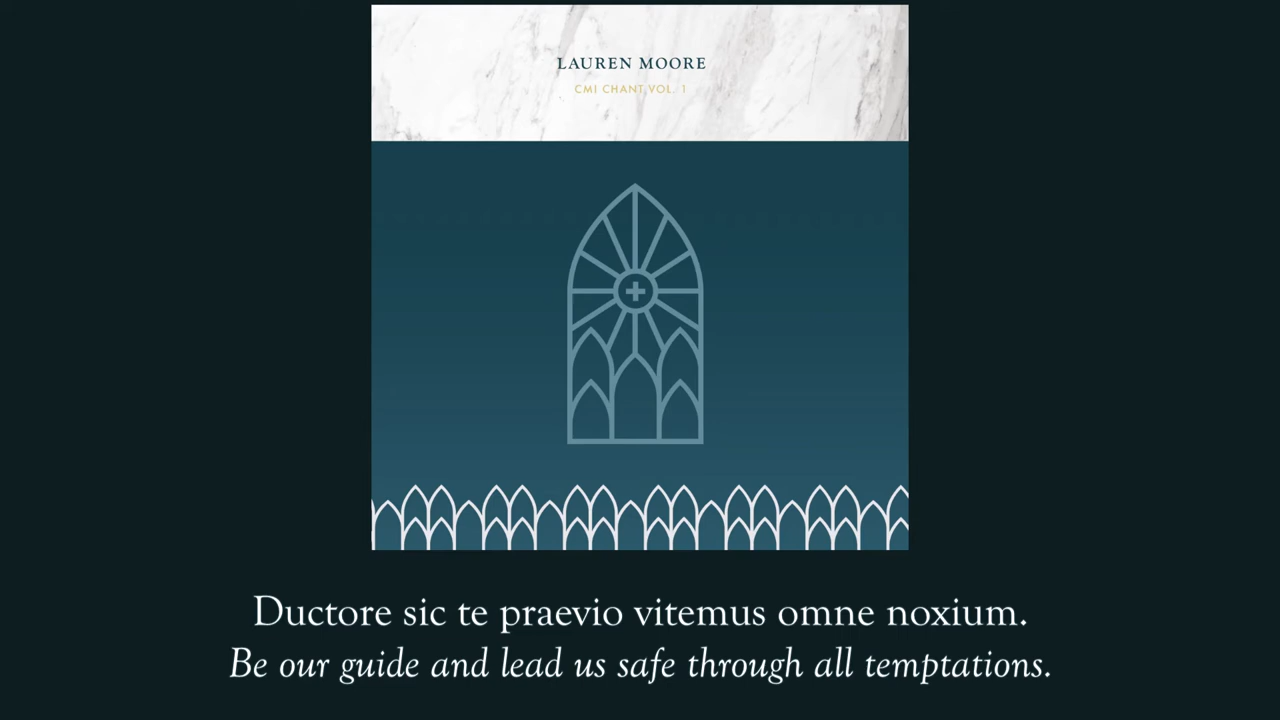 LAUREN MOORE
CMI CHANT VOL. 1
Ductore sic te praevio vitemus omne noxium.
Be our guide and lead us safe through all temptations.